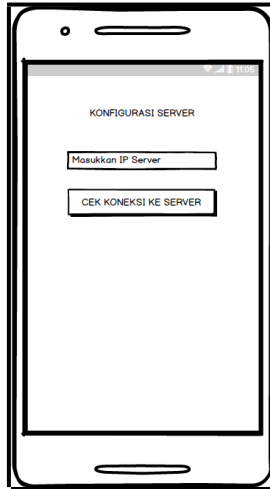 11:05
KONFIGURASI SERVER
Masukkan IP Server
CEK KONEKSI KE SERVER